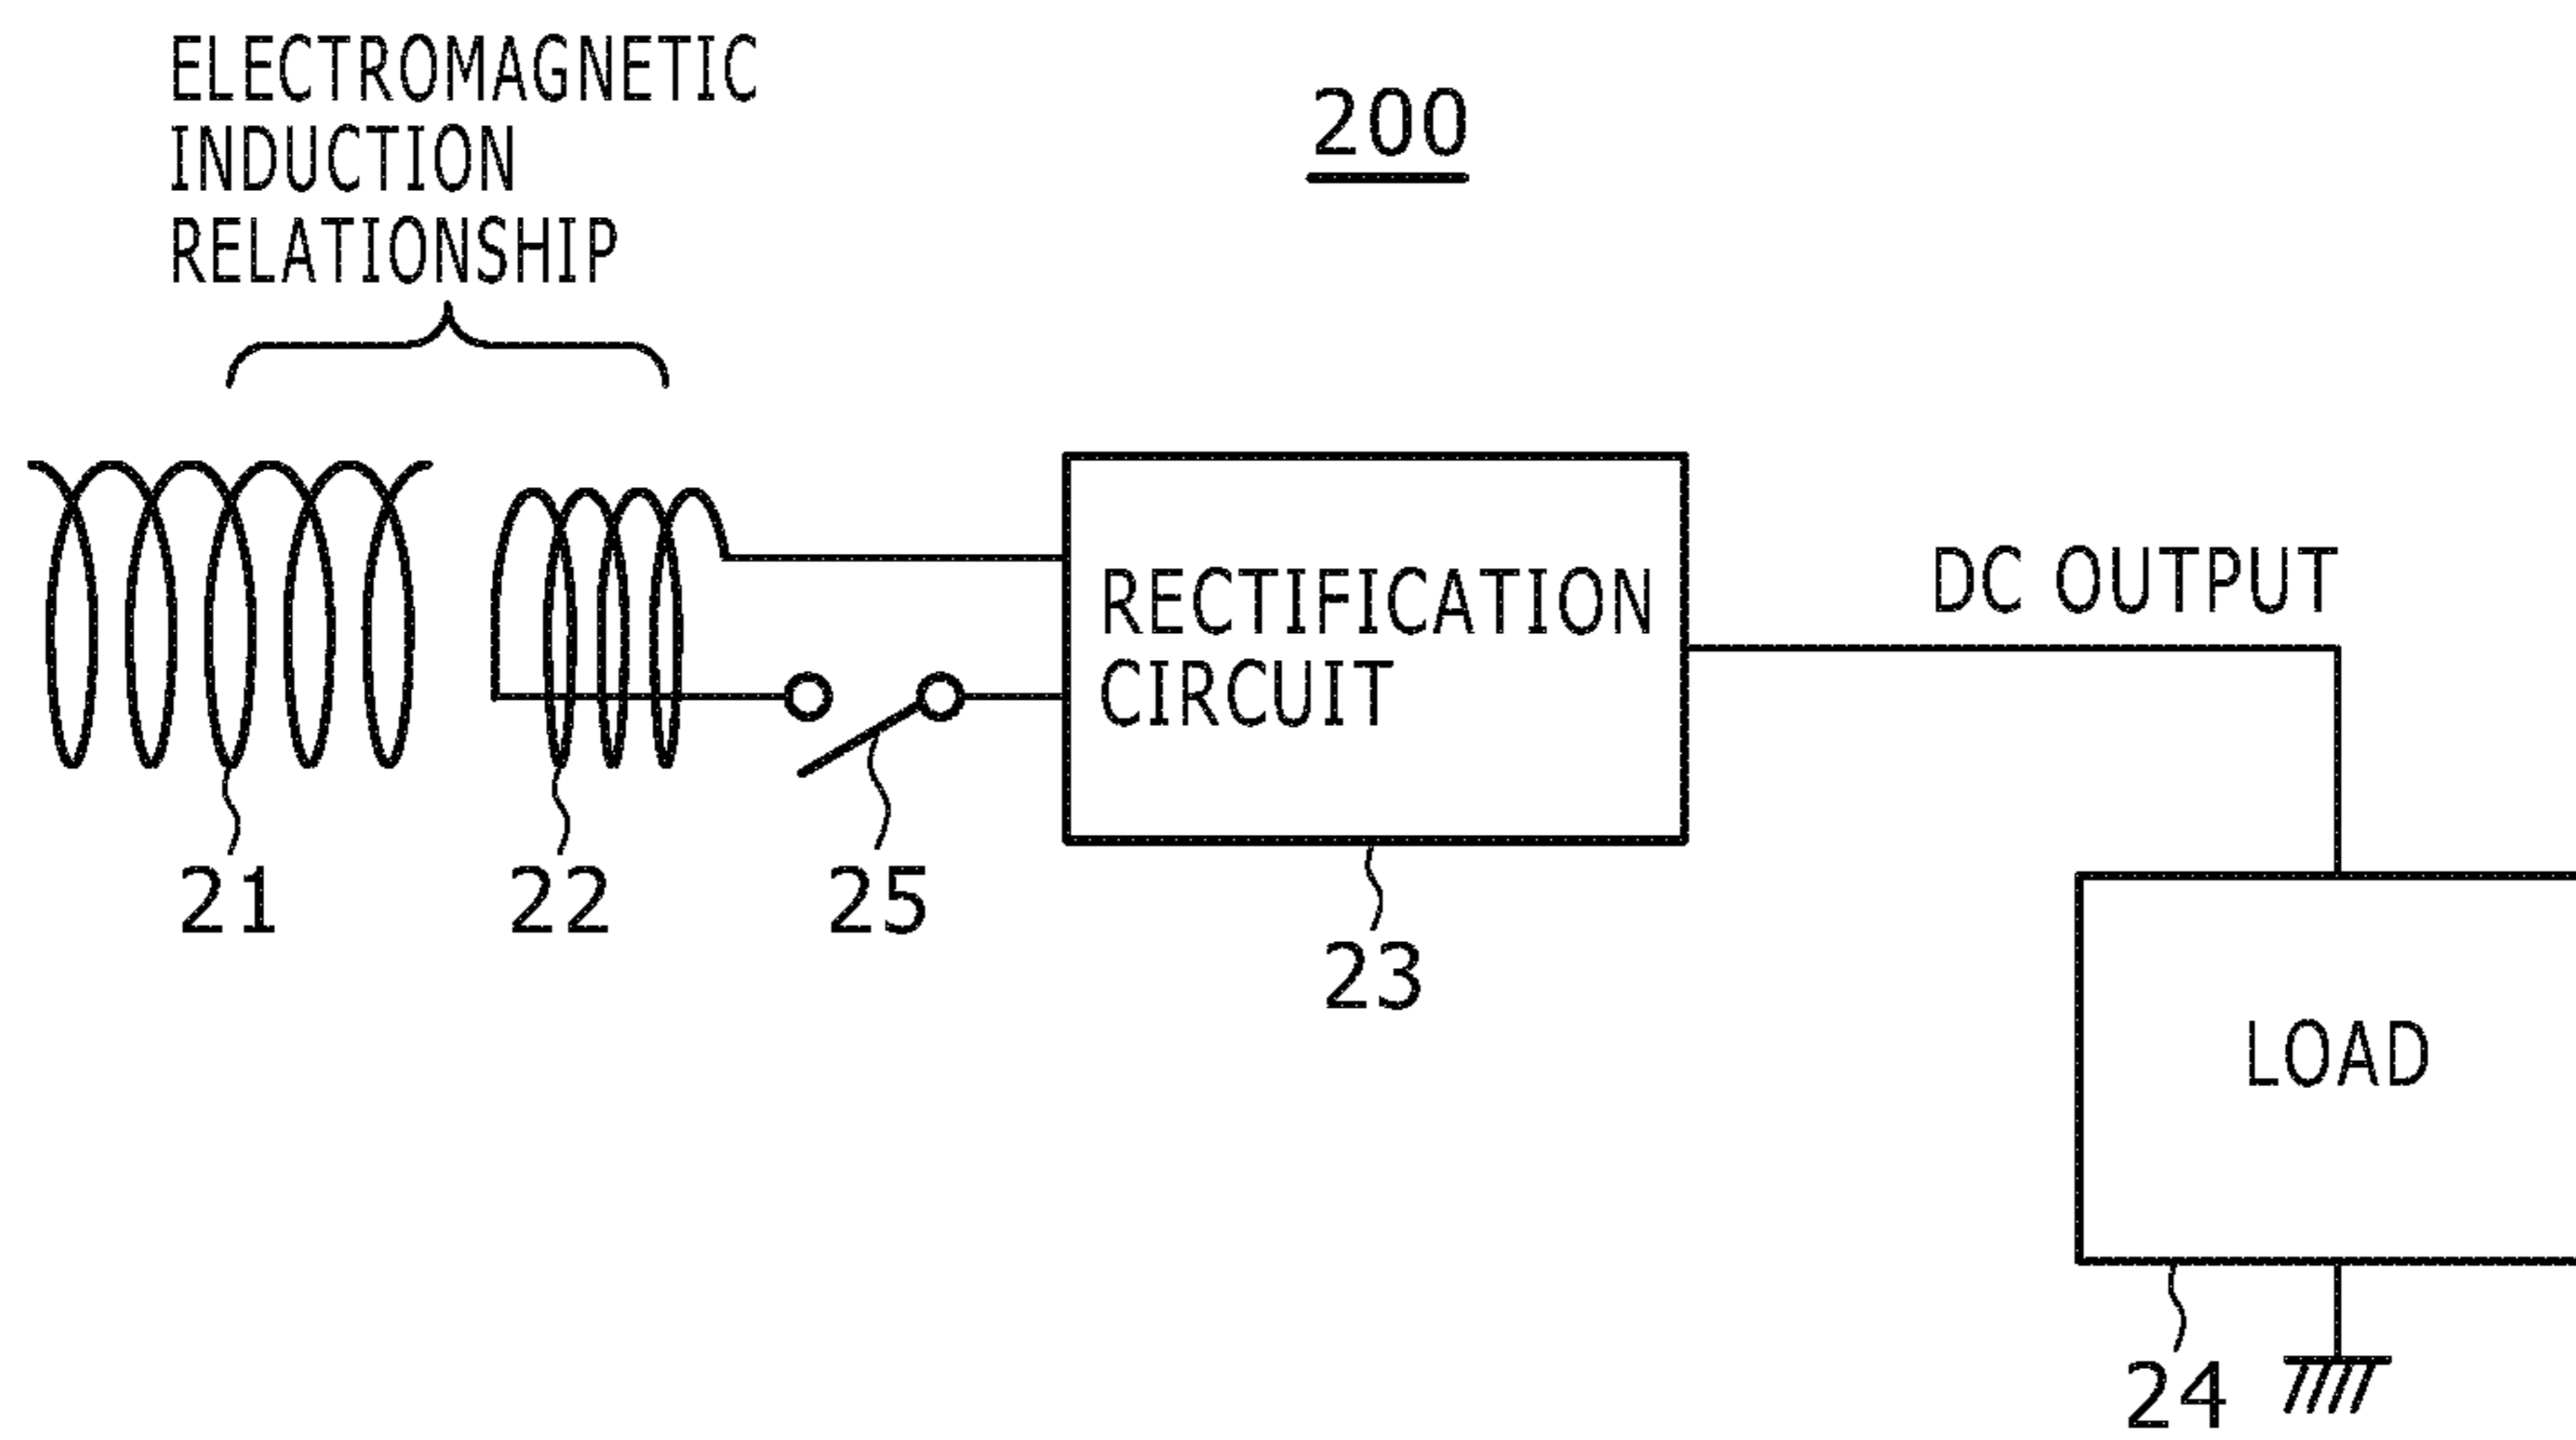 ELECTROMAGNETIC
INDUCTION
RELATIONSHIP
200
RECTIFICATION
CIRCUIT
DC OUTPUT
21
22
25
23
LOAD
24